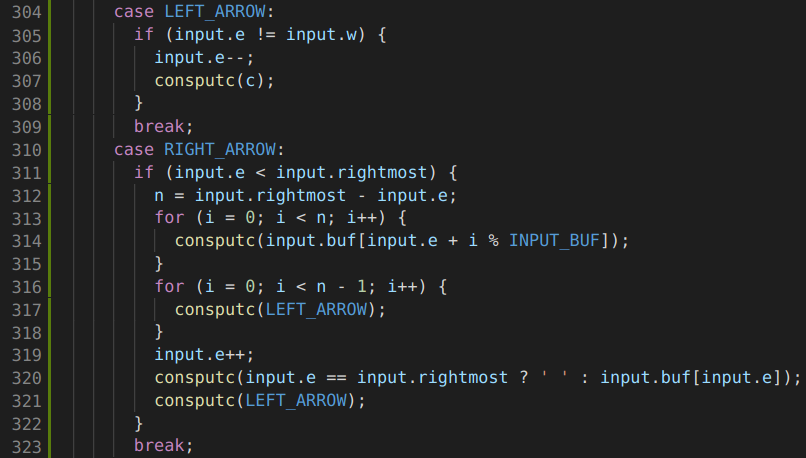 304 case LEFT_ARROW:
305 if (input.e != input.w) {
306 input.e--;
307 consputc(c);
308 }
309 break;
310 case RIGHT_ARROW:
311 if (input.e < input.rightmost) {
312 n = input.rightmost - input.e;
313 for (i = 0; i < n; i++) {
314 consputc(input.buf[input.e + i % INPUT_BUF]);
315 }
316 for (i = 0; i < n - 1; i++) {
317 consputc(LEFT_ARROW);
318 }
319 input.e++;
320 consputc(input.e == input.rightmost ? ' ' : input.buf[input.e]);
321 consputc(LEFT_ARROW);
322 }
323 break;